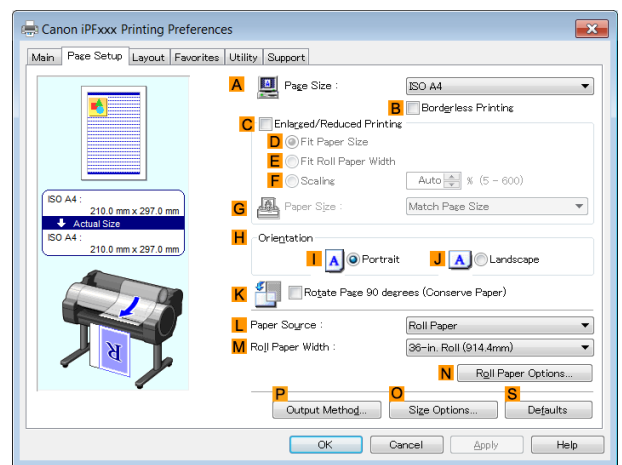 Canon iPFxxx Printing Preferences
Main Page Setup Layout Favorites Utility Support
A Page Size : ISO A4
B Borderless Printing
C Enlarged/Reduced Printing
D Fit Paper Size
E Fit Roll Paper Width
F Scaling Auto % (5 - 600)
G Paper Size : Match Page Size
ISO A4 :
210.0 mm x 297.0 mm
Actual Size
ISO A4 :
210.0 mm x 297.0 mm
H Orientation
I A Portrait J A Landscape
K Rotate Page 90 degrees (Conserve Paper)
L Paper Source : Roll Paper
M Roll Paper Width : 36-in. Roll (914.4mm)
N Roll Paper Options...
P O S
Output Method... Size Options... Defaults
OK Cancel Apply Help